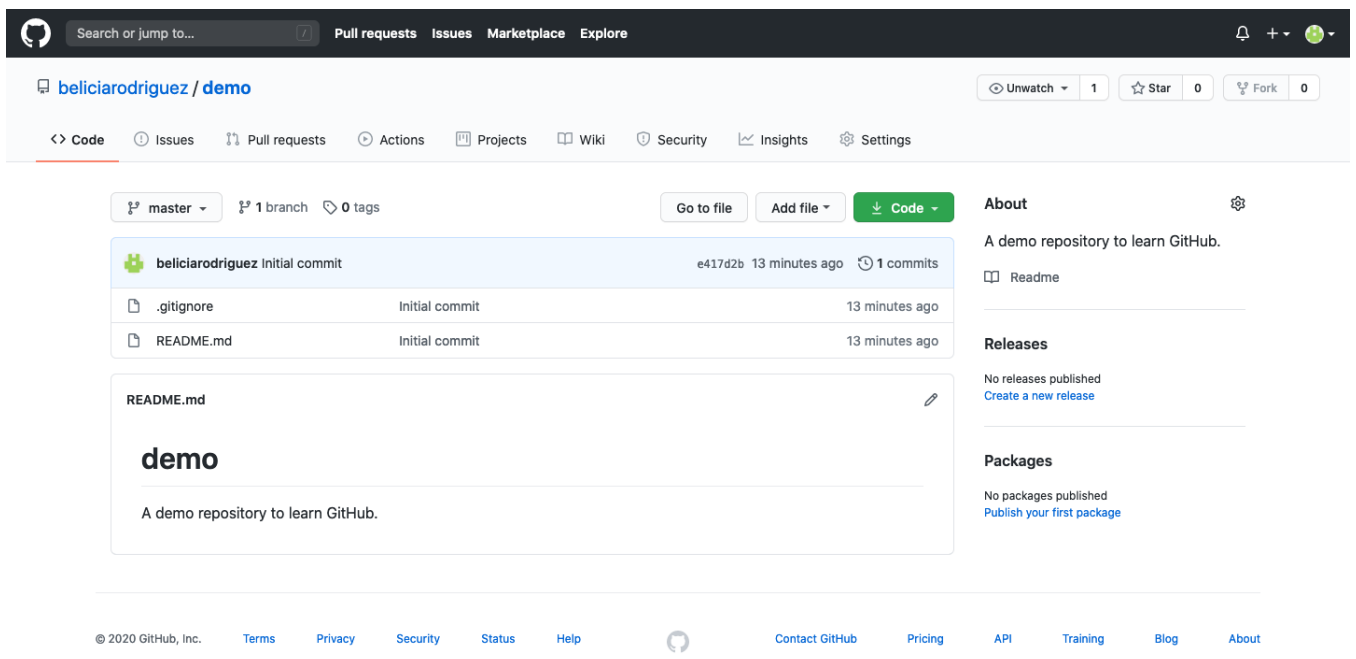 Search or jump to... / Pull requests Issues Marketplace Explore
beliciarodriguez / demo Unwatch 1 Star 0 Fork 0
Code Issues Pull requests Actions Projects Wiki Security Insights Settings
master 1 branch 0 tags Go to file Add file Code
beliciarodriguez Initial commit e417d2b 13 minutes ago 1 commits
.gitignore Initial commit 13 minutes ago
README.md Initial commit 13 minutes ago
README.md
demo
A demo repository to learn GitHub.
About
A demo repository to learn GitHub.
Readme
Releases
No releases published
Create a new release
Packages
No packages published
Publish your first package
© 2020 GitHub, Inc. Terms Privacy Security Status Help Contact GitHub Pricing API Training Blog About